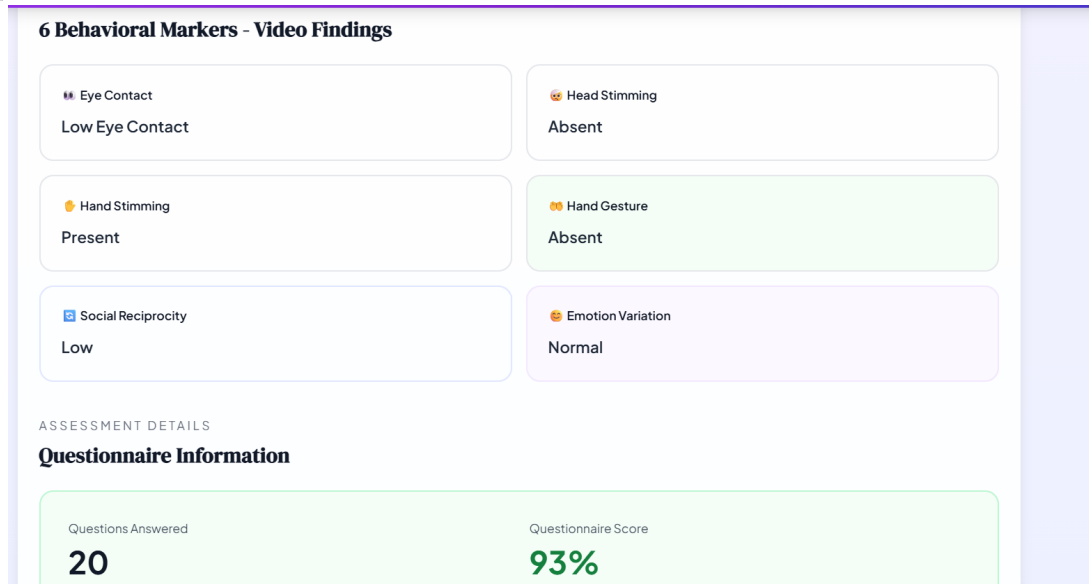 6 Behavioral Markers - Video Findings
👀 Eye Contact
Low Eye Contact
Head Stimming
Absent
✋ Hand Stimming
Present
Hand Gesture
Absent
🔄 Social Reciprocity
Low
😊 Emotion Variation
Normal
ASSESSMENT DETAILS
Questionnaire Information
Questions Answered
20
Questionnaire Score
93%